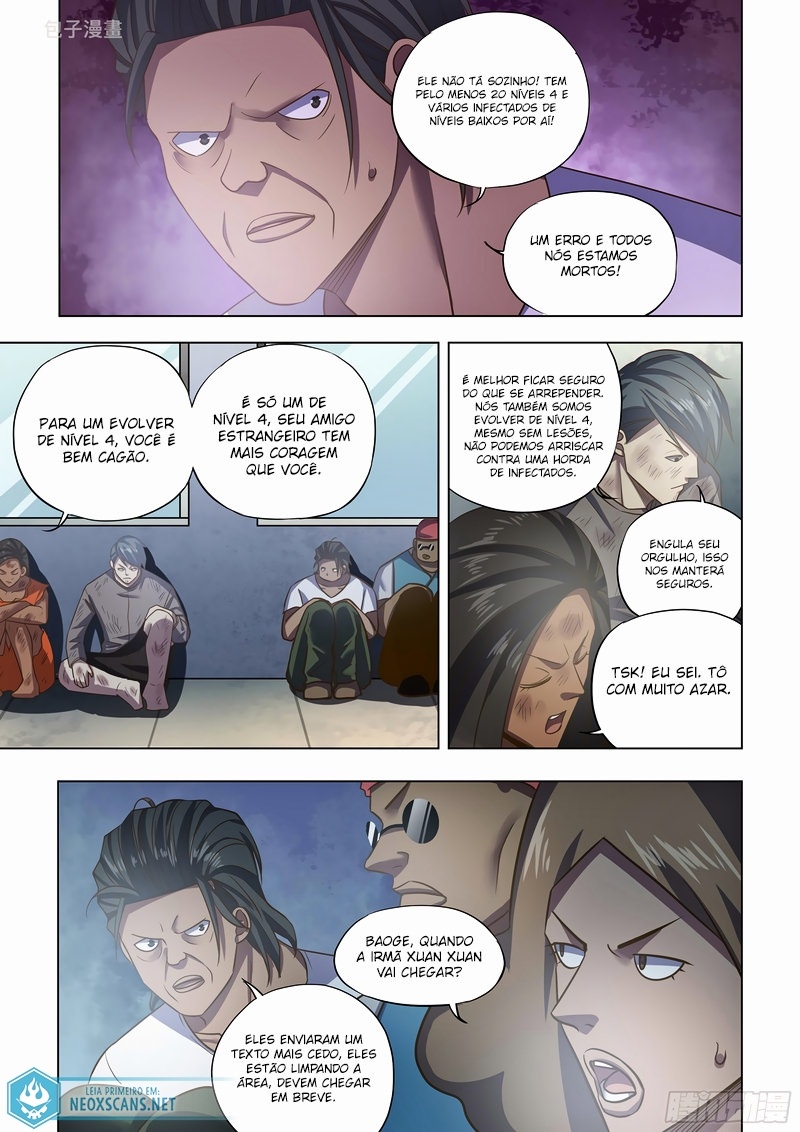 包子漫畫
ELE NÃO TÁ SOZINHO! TEM
PELO MENOS 20 NÍVEIS 4 E
VÁRIOS INFECTADOS DE
NÍVEIS BAIXOS POR AÍ!
UM ERRO E TODOS
NÓS ESTAMOS
MORTOS!
PARA UM EVOLVER
DE NÍVEL 4, VOCÊ É
BEM CAGÃO.
É SÓ UM DE
NÍVEL 4, SEU AMIGO
ESTRANGEIRO TEM
MAIS CORAGEM
QUE VOCÊ.
É MELHOR FICAR SEGURO
DO QUE SE ARREPENDER.
NÓS TAMBÉM SOMOS
EVOLVER DE NÍVEL 4,
MESMO SEM LESÕES,
NÃO PODEMOS ARRISCAR
CONTRA UMA HORDA
DE INFECTADOS.
ENGULA SEU
ORGULHO, ISSO
NOS MANTERÁ
SEGUROS.
TSK! EU SEI. TÔ
COM MUITO AZAR.
BAOGE, QUANDO
A IRMÃ XUAN XUAN
VAI CHEGAR?
ELES ENVIARAM UM
TEXTO MAIS CEDO, ELES
ESTÃO LIMPANDO A
ÁREA, DEVEM CHEGAR
EM BREVE.
LEIA PRIMEIRO EM:
NEOXSCANS.NET
腾讯动漫